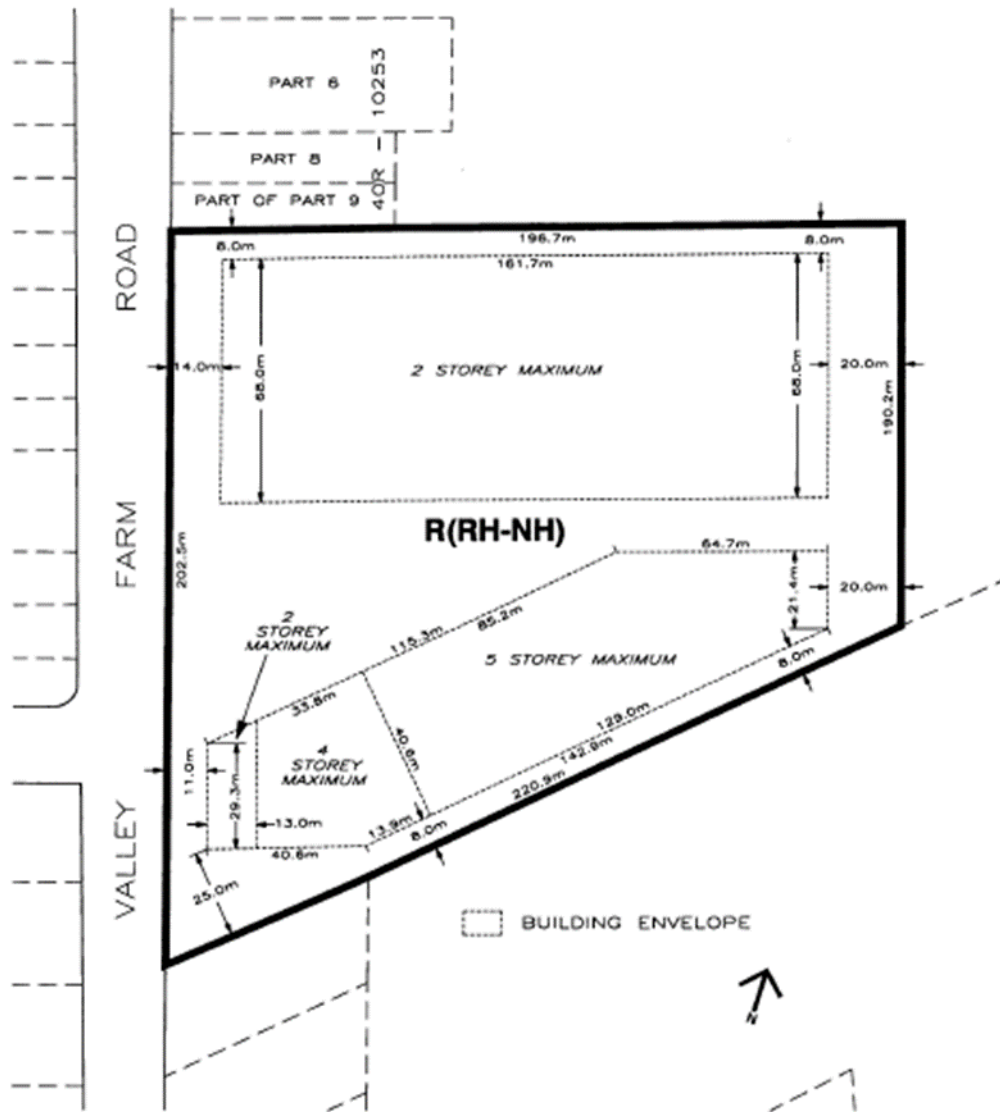 PART 6
40R – 10253
PART 8
PART OF PART 9
196.7m
8.0m
8.0m
161.7m
ROAD
68.0m
2 STOREY MAXIMUM
68.0m
14.0m
20.0m
190.2m
R(RH-NH)
FARM
202.5m
64.7m
21.4m
20.0m
2
STOREY
MAXIMUM
115.3m
85.2m
5 STOREY MAXIMUM
8.0m
33.8m
40.6m
129.0m
142.9m
220.9m
4
STOREY
MAXIMUM
11.0m
29.3m
13.0m
13.9m
8.0m
40.6m
VALLEY
25.0m
BUILDING ENVELOPE
N